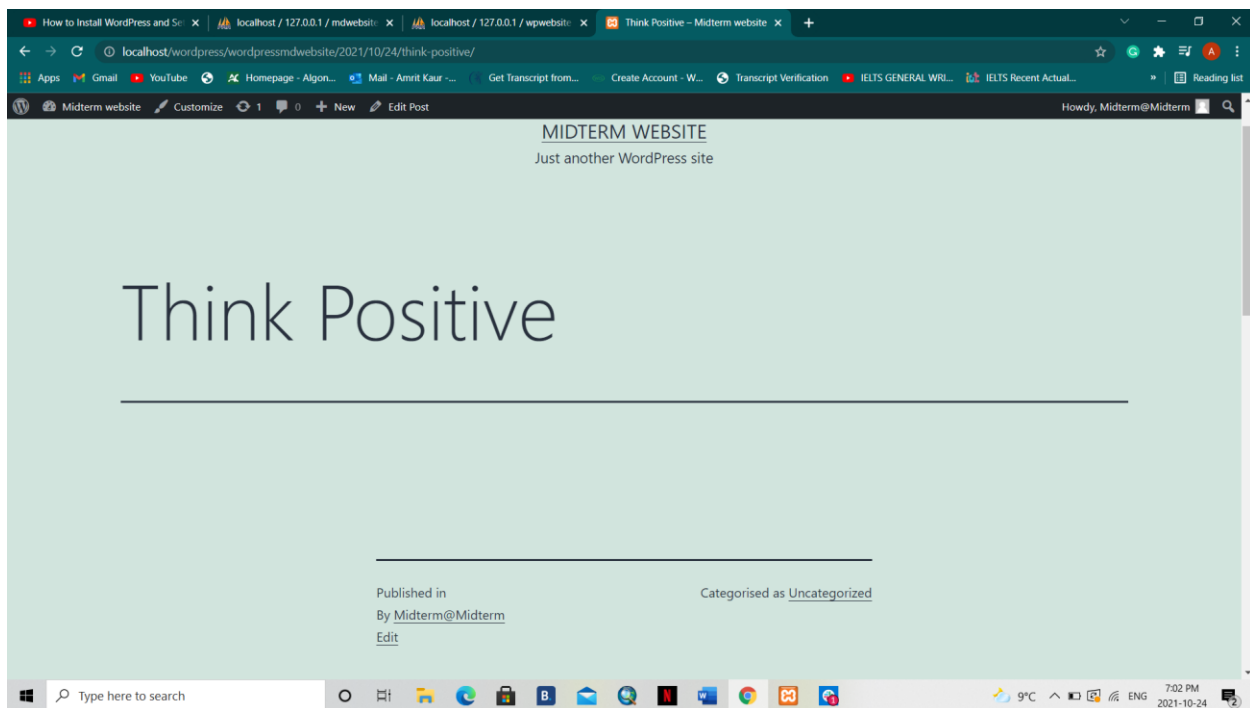 How to Install WordPress and Set
localhost / 127.0.0.1 / mdwebsite
localhost / 127.0.0.1 / wpwebsite
Think Positive – Midterm website
localhost/wordpress/wordpressmdwebsite/2021/10/24/think-positive/
A
Apps
Gmail
YouTube
Homepage - Algon...
Mail - Amrit Kaur -...
Get Transcript from...
Create Account - W...
Transcript Verification
IELTS GENERAL WRI...
IELTS Recent Actual...
»
Reading list
Midterm website
Customize
1
0
+ New
Edit Post
Howdy, Midterm@Midterm
MIDTERM WEBSITE
Just another WordPress site
Think Positive
Published in
By Midterm@Midterm
Edit
Categorised as Uncategorized
Type here to search
B.
N
9°C
ENG
7:02 PM
2021-10-24
2